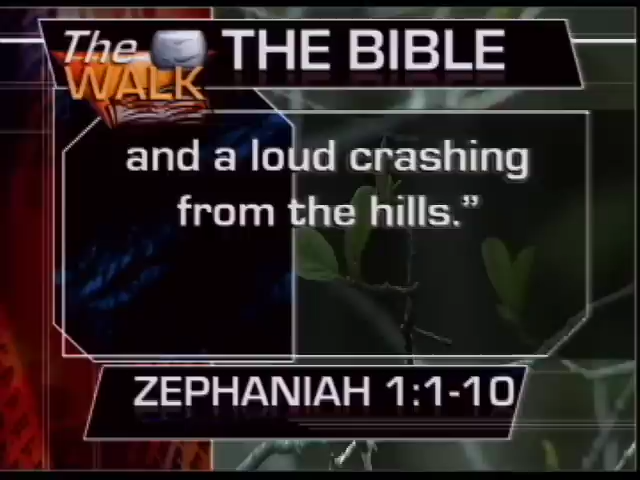 The
WALK
THE BIBLE
and a loud crashing
from the hills.”
ZEPHANIAH 1:1-10